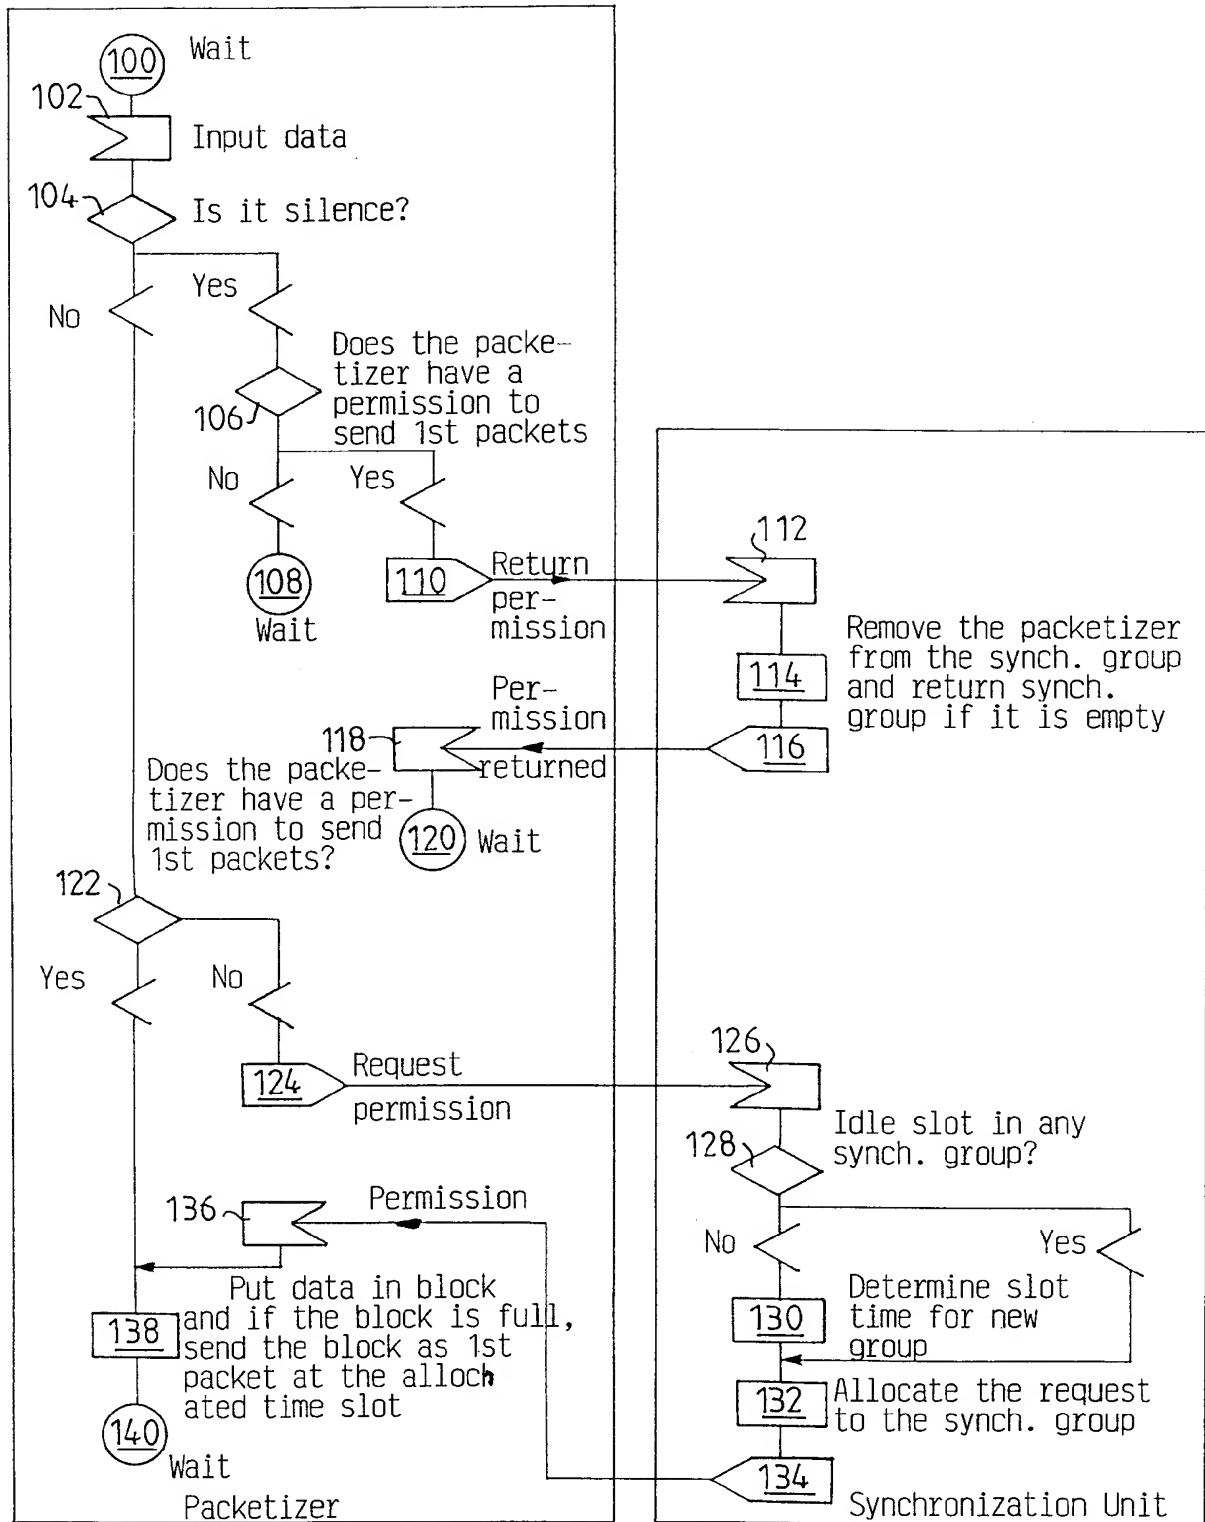 100
Wait
102
Input data
104
Is it silence?
No
Yes
Does the packe-
tizer have a
permission to
send 1st packets
106
No
Yes
108
Wait
110
Return
per-
mission
112
114
Remove the packetizer
from the synch. group
and return synch.
group if it is empty
116
Per-
mission
returned
118
120
Wait
Does the packe-
tizer have a per-
mission to send
1st packets?
122
Yes
No
124
Request
permission
126
128
Idle slot in any
synch. group?
No
Yes
130
Determine slot
time for new
group
132
Allocate the request
to the synch. group
134
Permission
136
138
Put data in block
and if the block is full,
send the block as 1st
packet at the alloch
ated time slot
140
Wait
Packetizer
Synchronization Unit